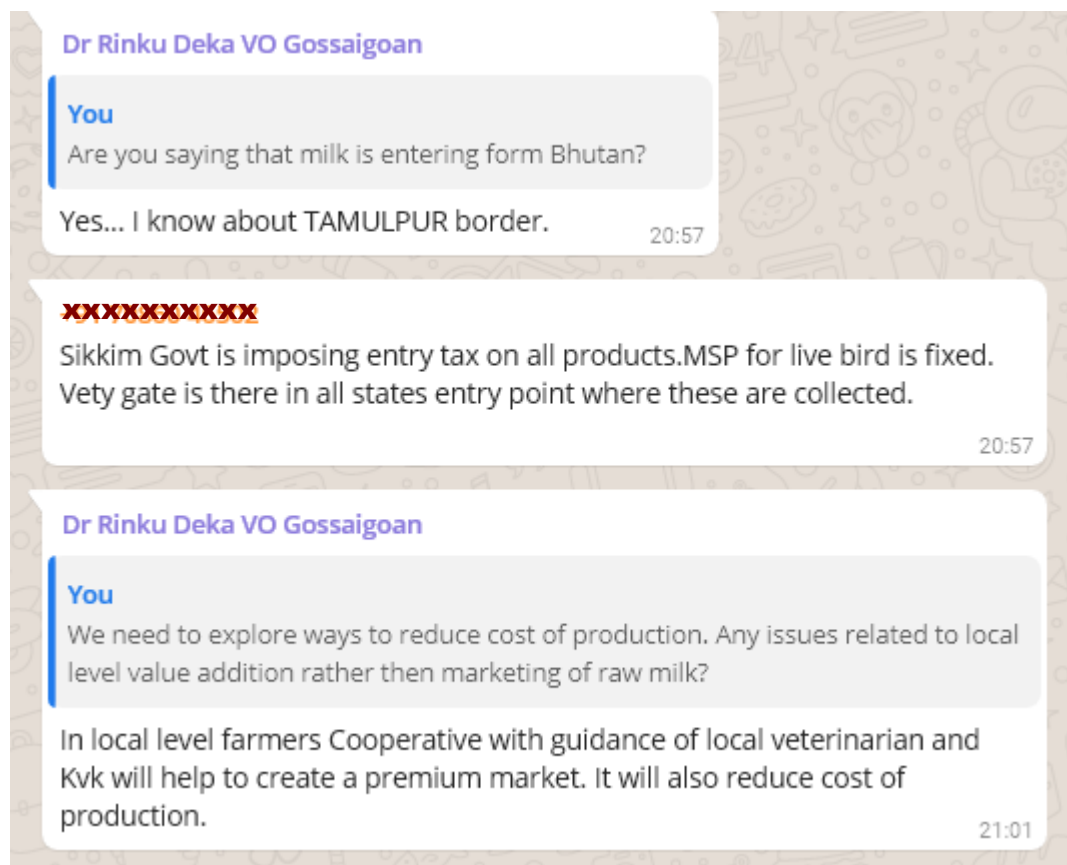 Dr Rinku Deka VO Gossaigoan
You
Are you saying that milk is entering form Bhutan?
Yes... I know about TAMULPUR border.
20:57
xxxxxxxxxx
Sikkim Govt is imposing entry tax on all products.MSP for live bird is fixed.
Vety gate is there in all states entry point where these are collected.
20:57
Dr Rinku Deka VO Gossaigoan
You
We need to explore ways to reduce cost of production. Any issues related to local
level value addition rather then marketing of raw milk?
In local level farmers Cooperative with guidance of local veterinarian and
Kvk will help to create a premium market. It will also reduce cost of
production.
21:01